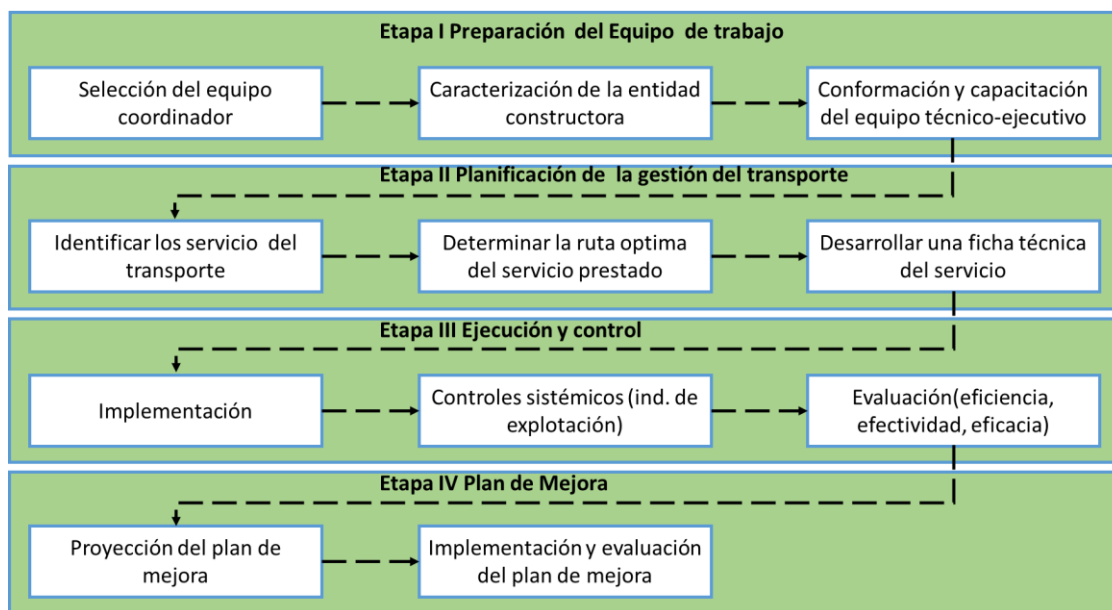 Etapa I Preparación del Equipo de trabajo
Selección del equipo
coordinador
Caracterización de la entidad
constructora
Conformación y capacitación
del equipo técnico-ejecutivo
Etapa II Planificación de la gestión del transporte
Identificar los servicio del
transporte
Determinar la ruta optima
del servicio prestado
Desarrollar una ficha técnica
del servicio
Etapa III Ejecución y control
Implementación
Controles sistémicos (ind. de
explotación)
Evaluación(eficiencia,
efectividad, eficacia)
Etapa IV Plan de Mejora
Proyección del plan de
mejora
Implementación y evaluación
del plan de mejora